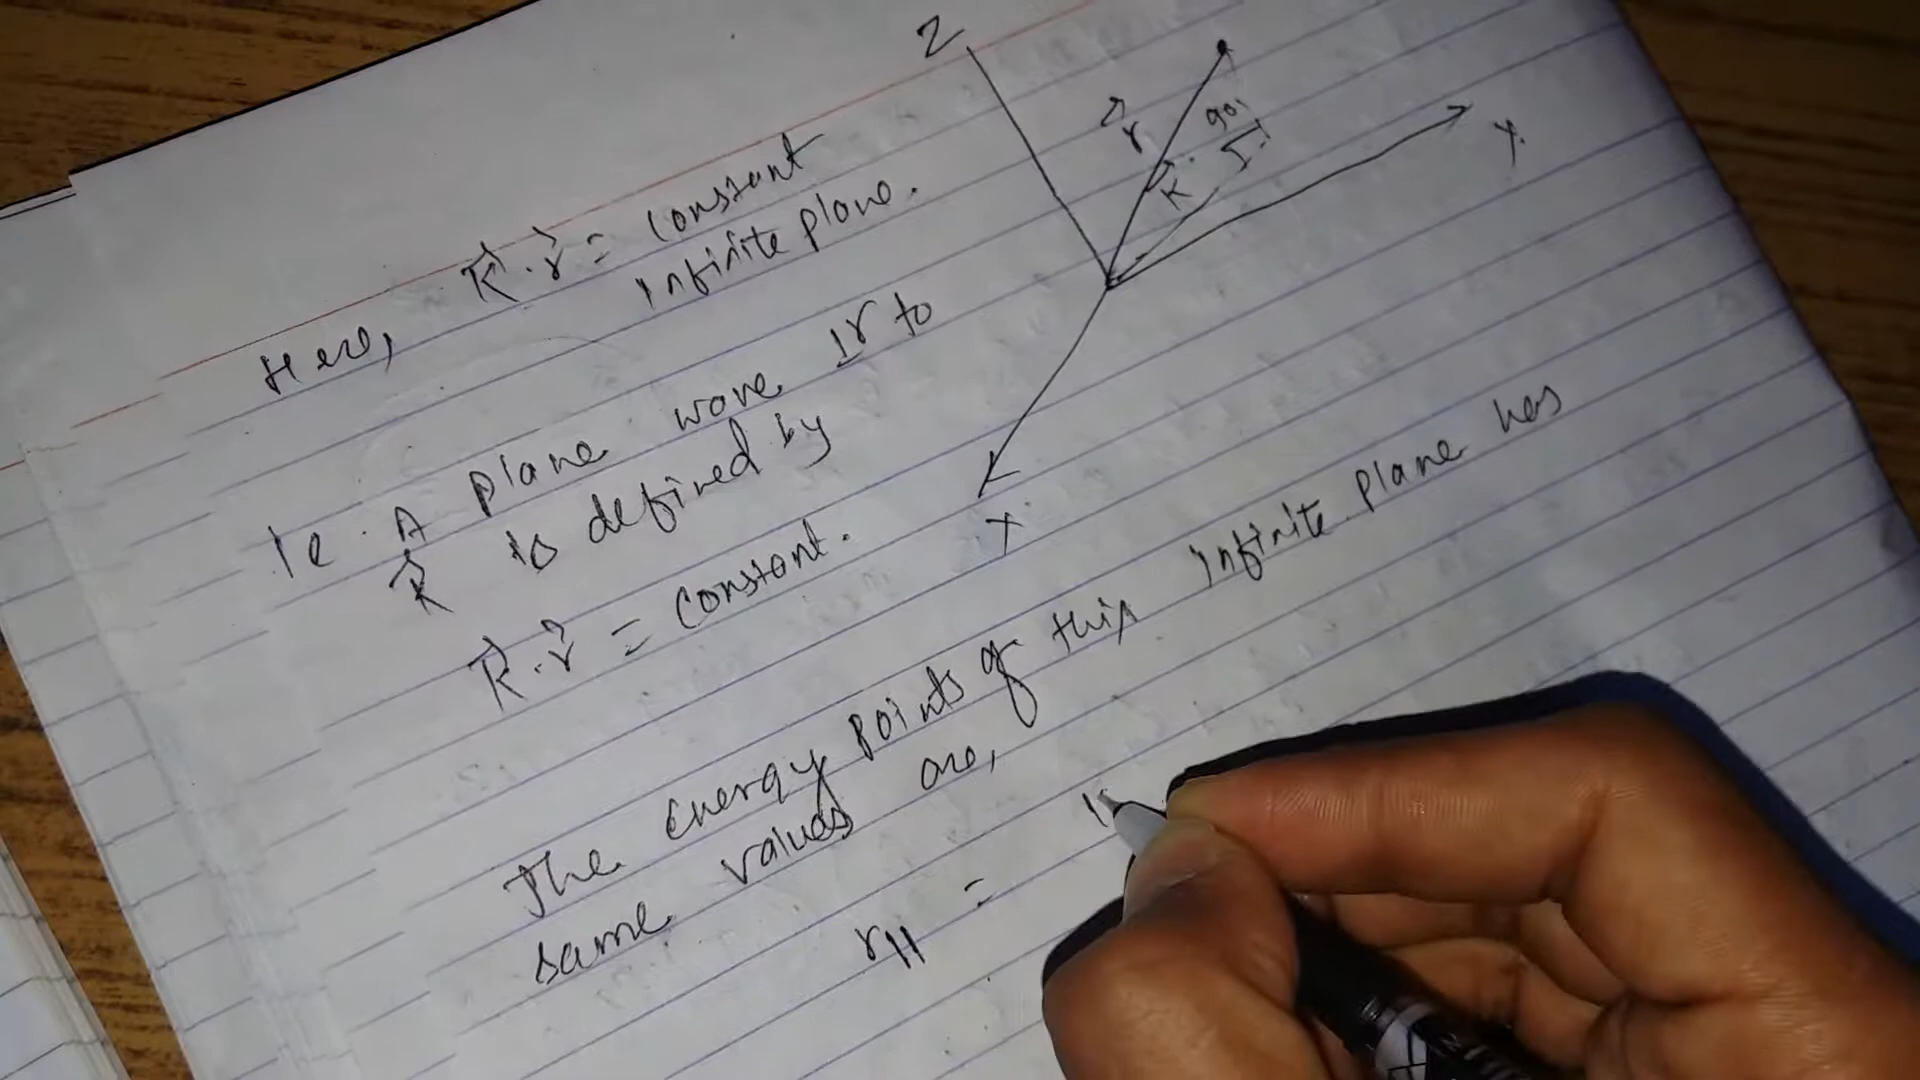 Z
90°
r⃗
K⃗
Y
X
Here, K⃗ . r⃗ = constant
infinite plane.
ie. A plane wave ⊥r to
K⃗ is defined by
K⃗ . r⃗ = constant.
The energy points of this infinite plane has
same values are,
r11 =